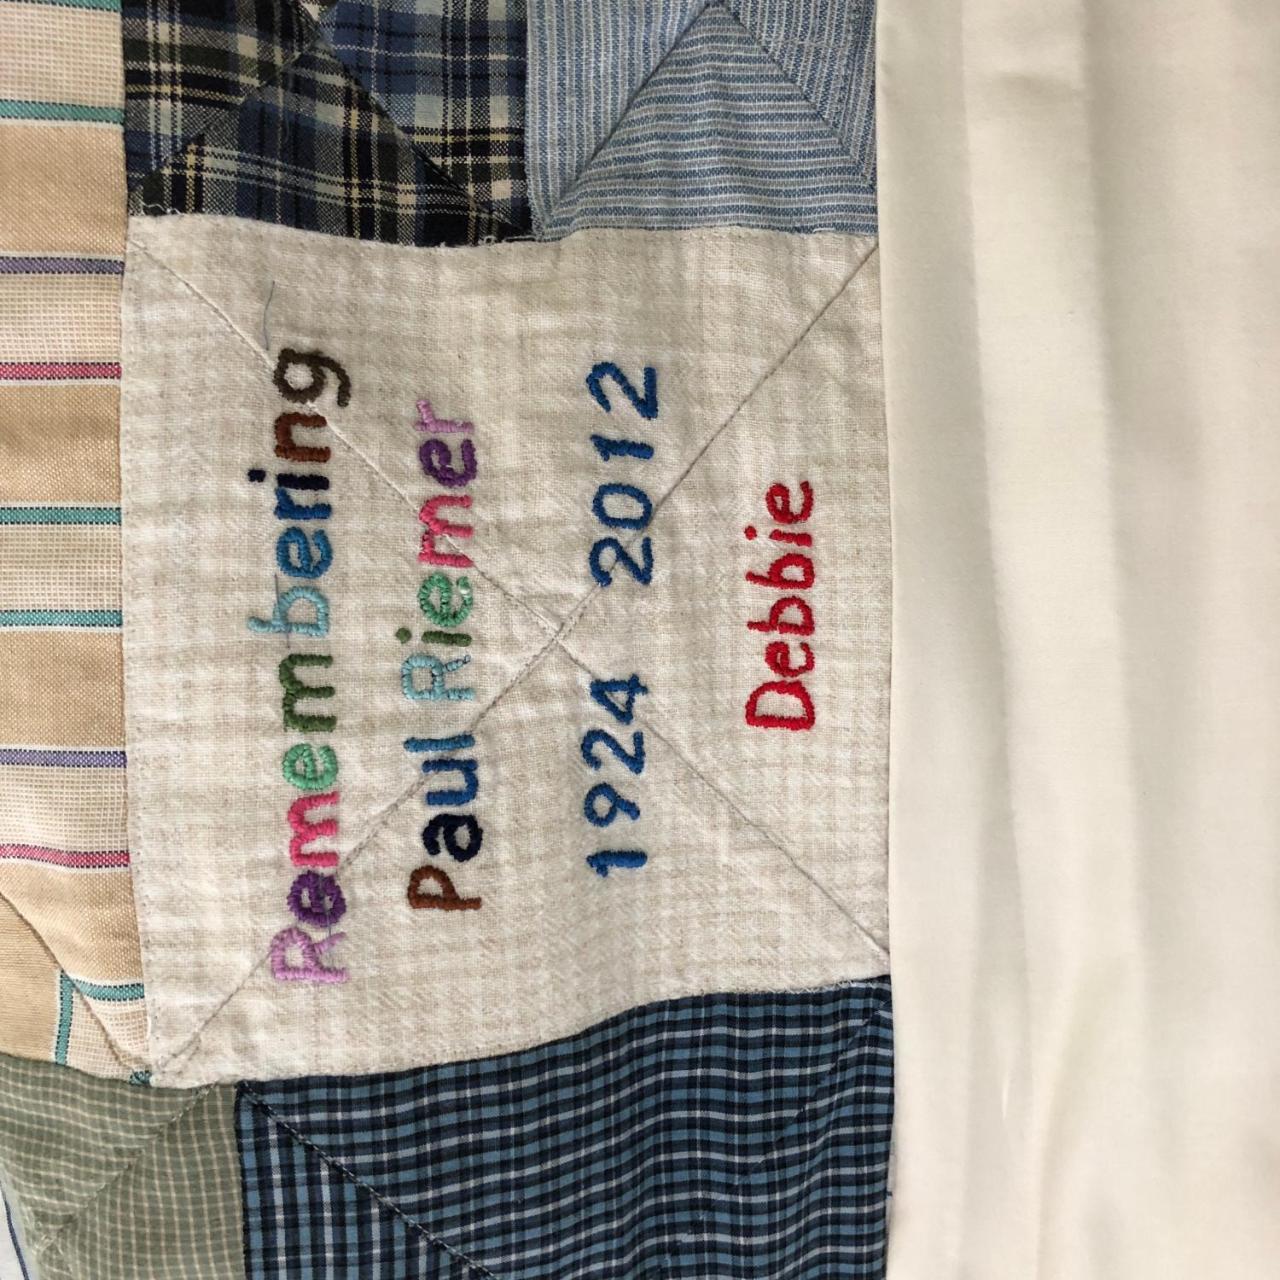 Remembering
Paul Riemer
1924 2012
Debbie